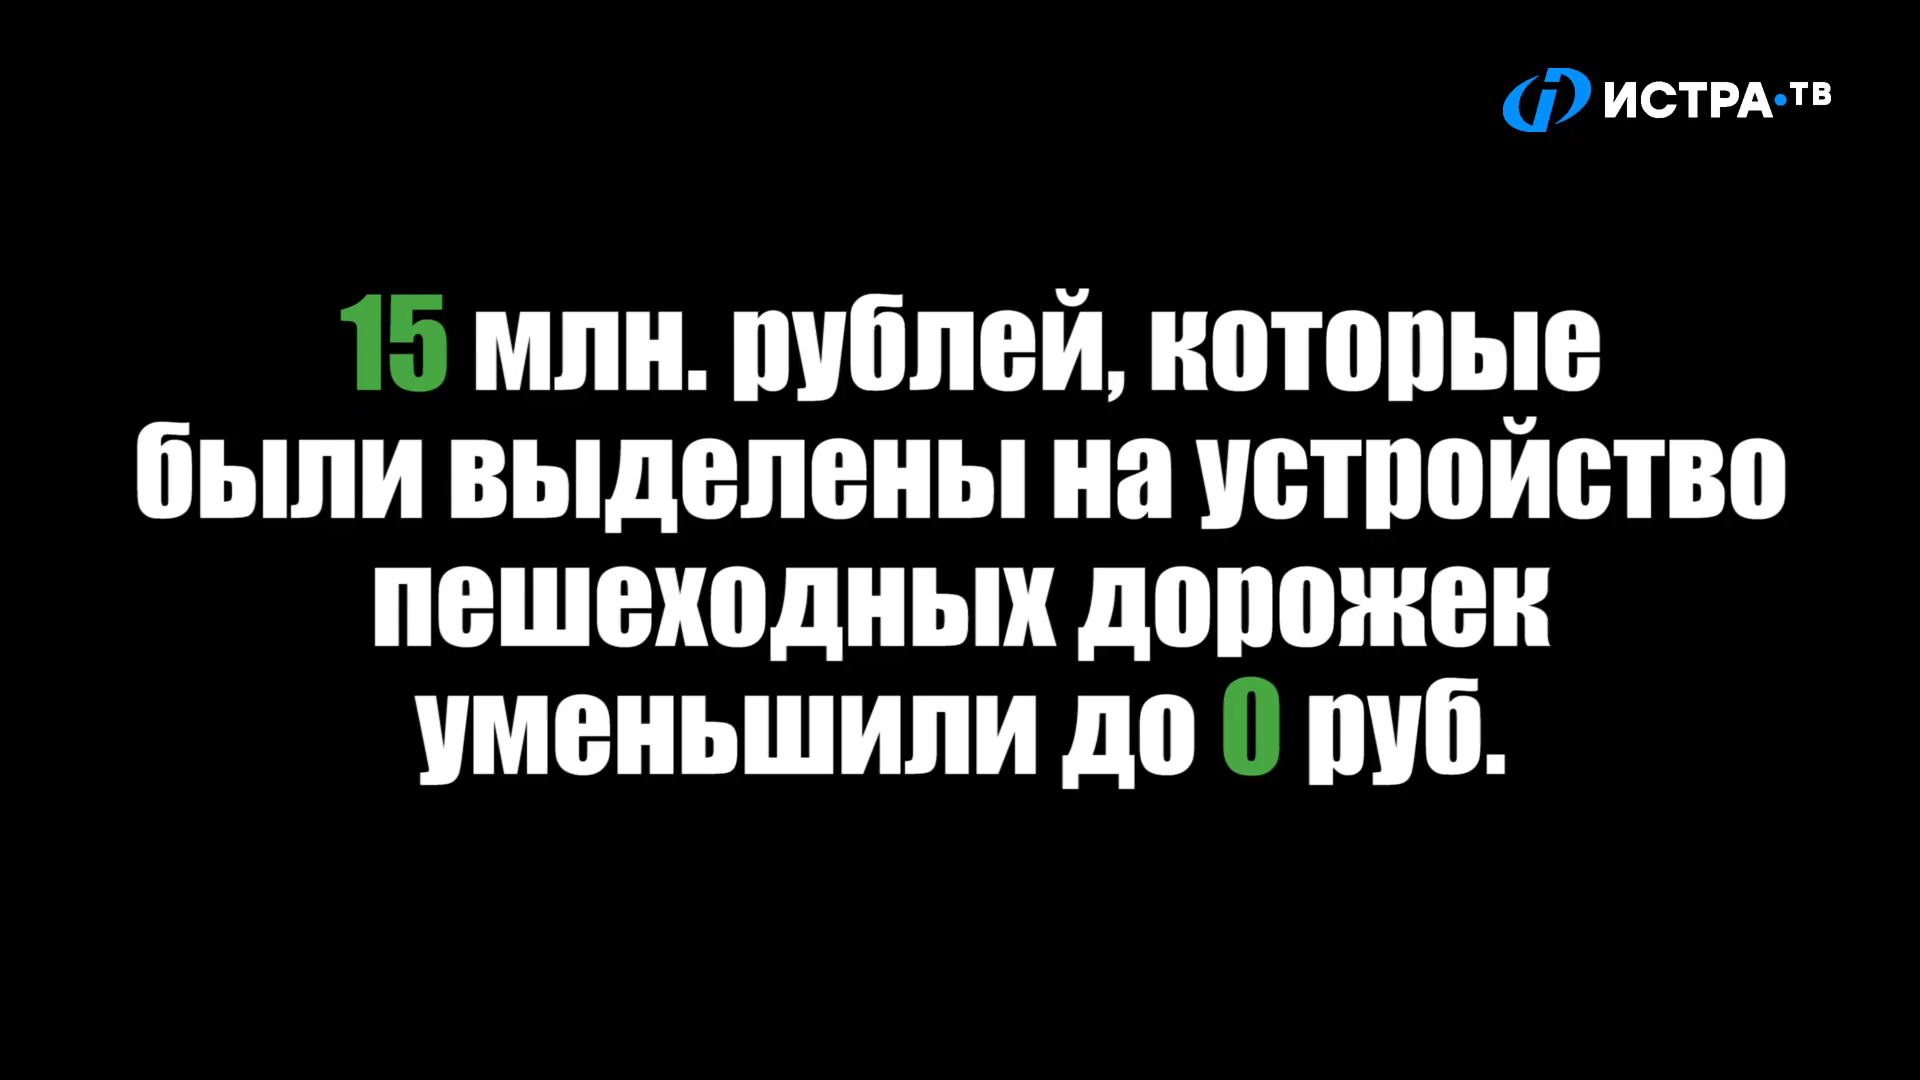 ИСТРА•ТВ
15 млн. рублей, которые
были выделены на устройство
пешеходных дорожек
уменьшили до 0 руб.